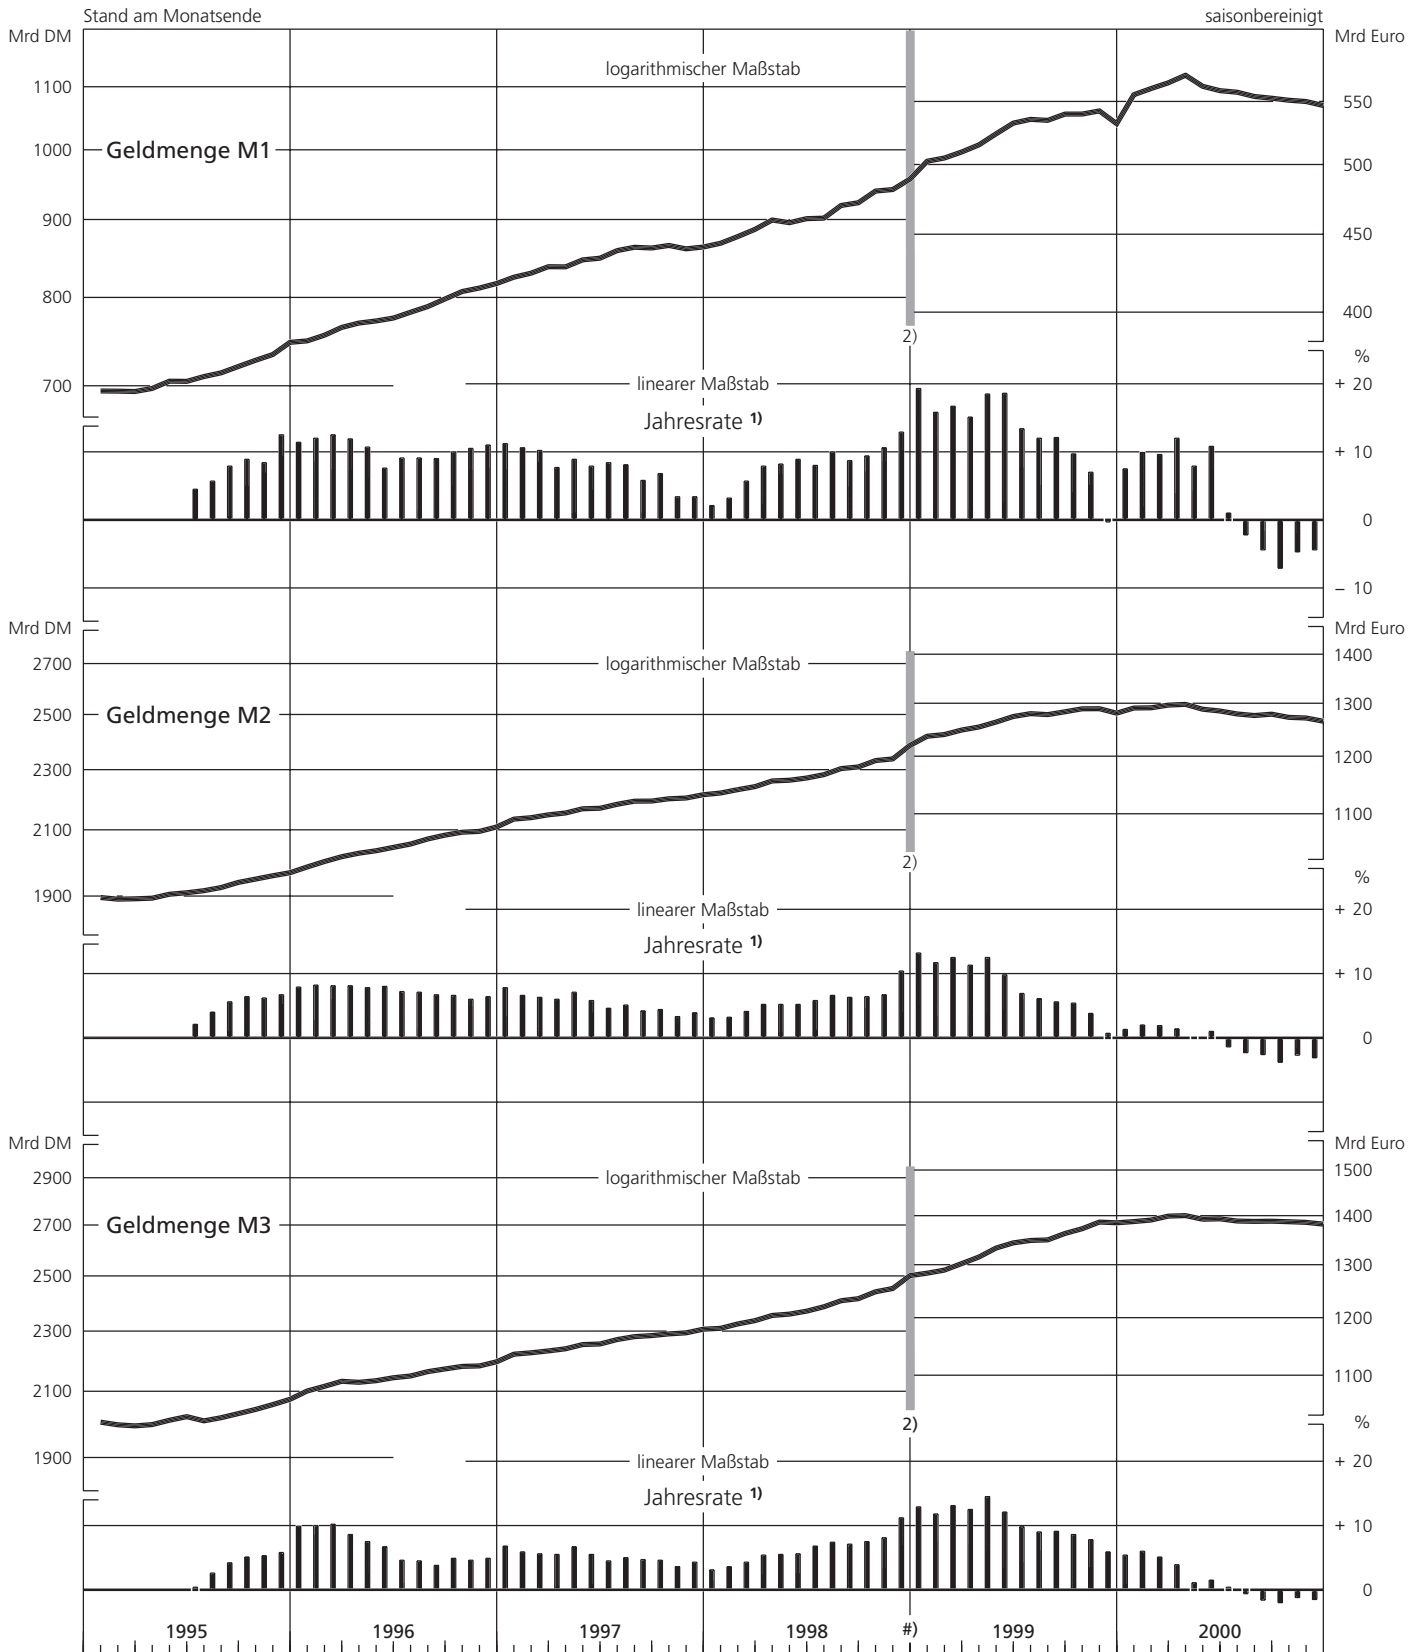 Stand am Monatsende saisonbereinigt
Mrd DM Mrd Euro
logarithmischer Maßstab
1100 550
Geldmenge M1
1000 500
900 450
800 400
2)
%
700 linearer Maßstab + 20
Jahresrate 1)
+ 10
0
– 10
Mrd DM Mrd Euro
2700 logarithmischer Maßstab 1400
2500 Geldmenge M2 1300
2300 1200
2100 1100
2)
%
1900 linearer Maßstab + 20
Jahresrate 1)
+ 10
0
Mrd DM Mrd Euro
2900 logarithmischer Maßstab 1500
2700 Geldmenge M3 1400
2500 1300
2300 1200
2100 1100
2)
%
1900 linearer Maßstab + 20
Jahresrate 1)
+ 10
0
1995 1996 1997 1998 #) 1999 2000